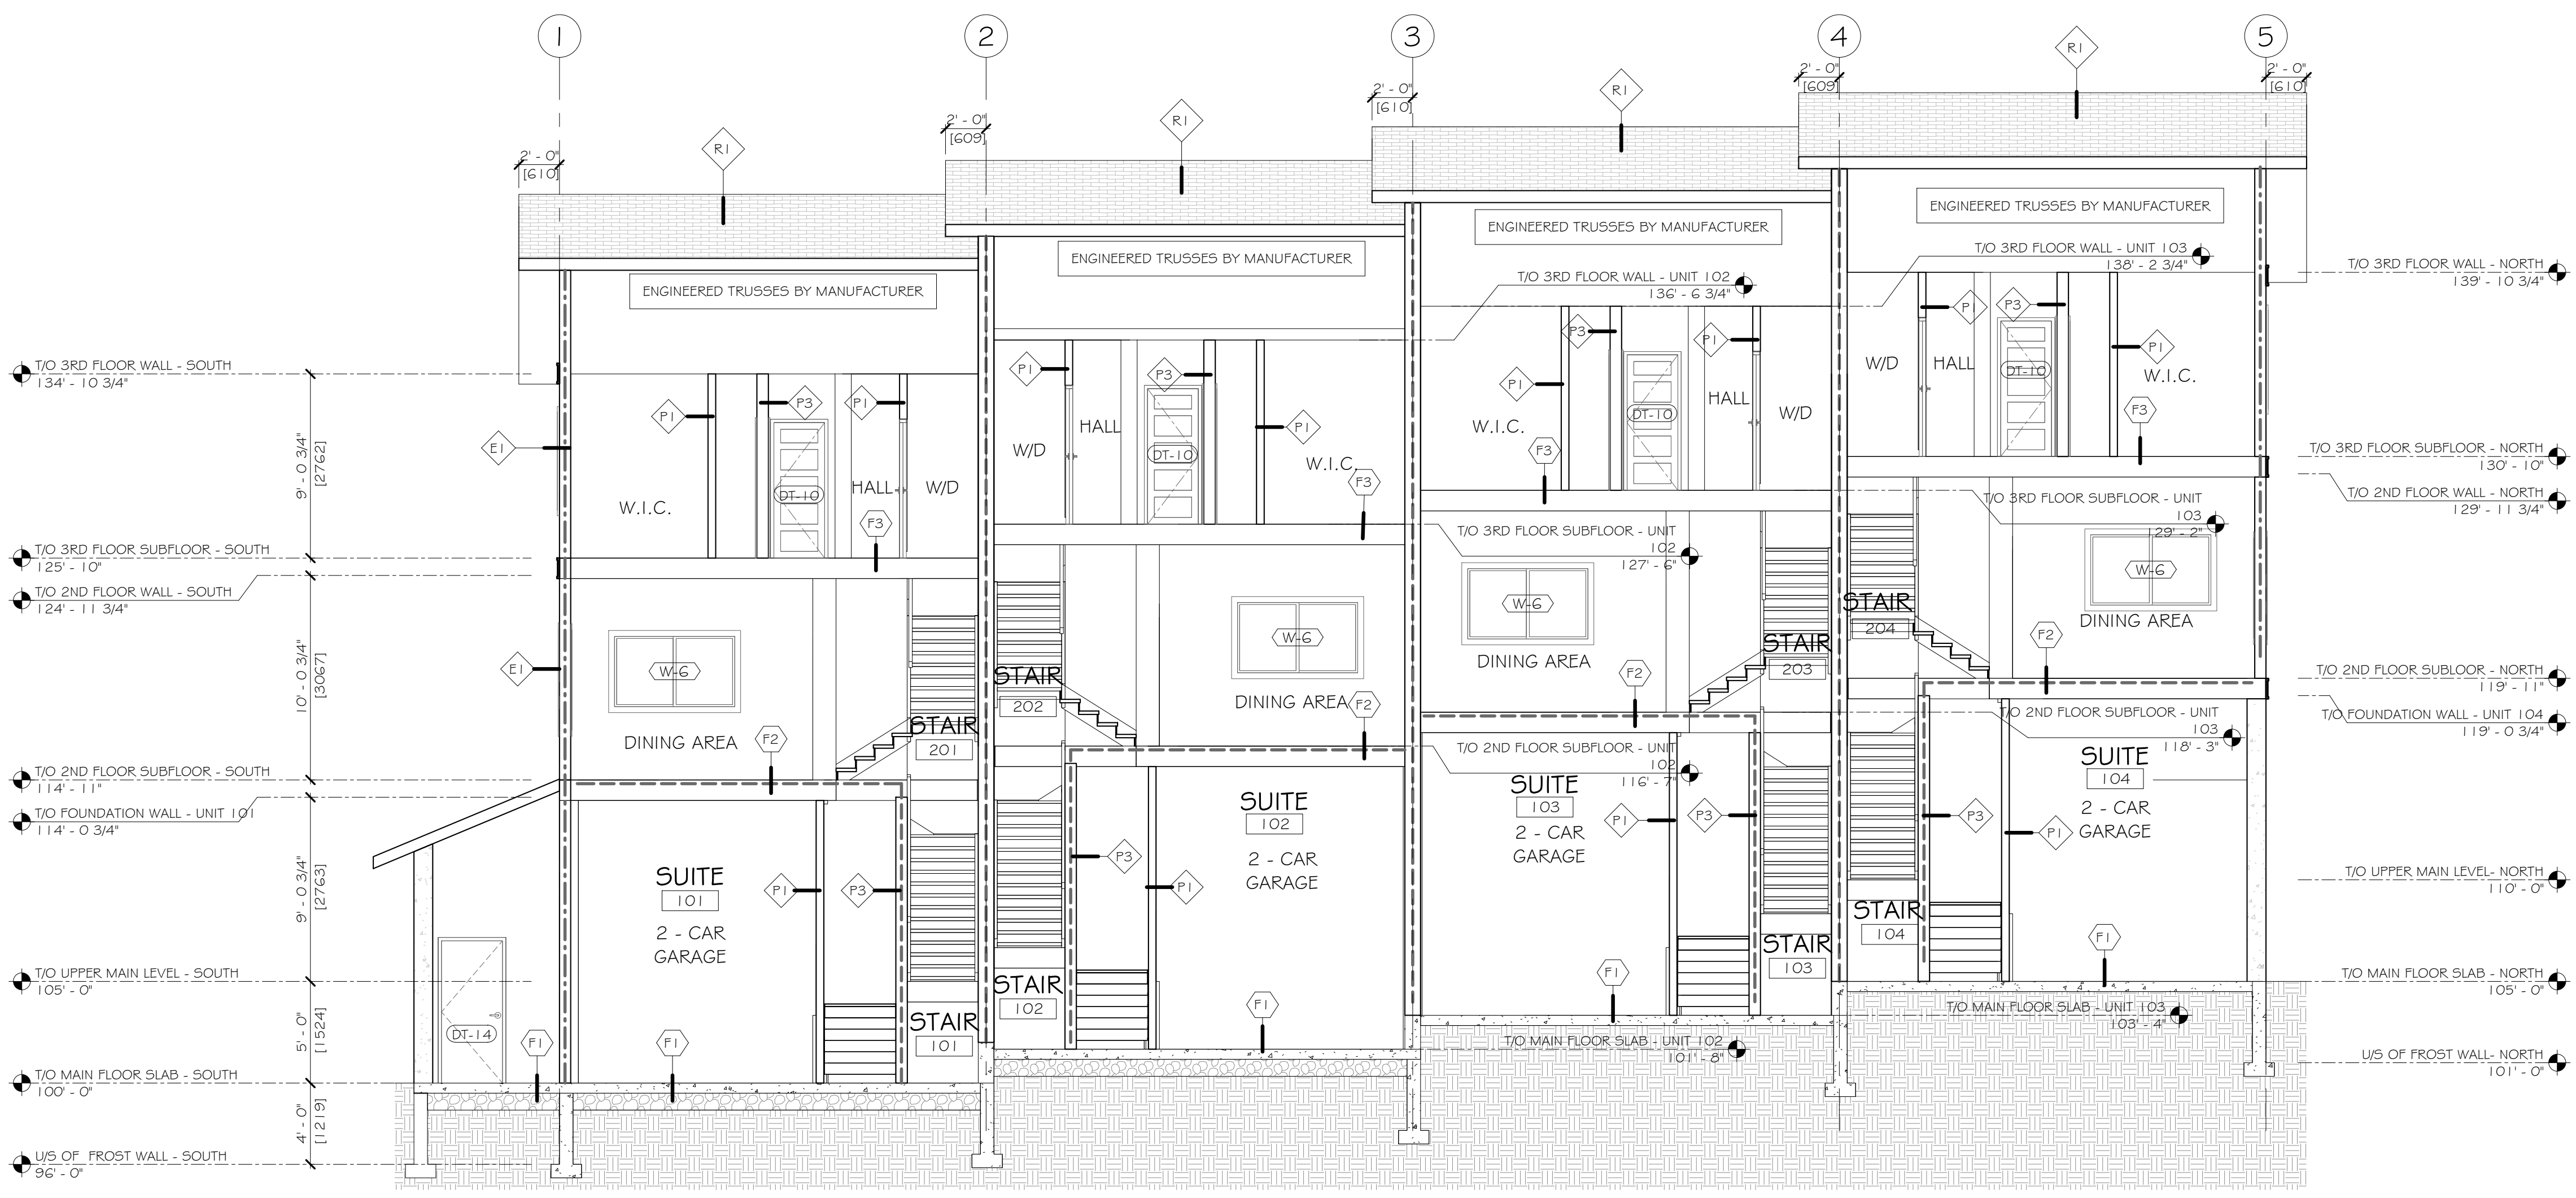 1
2
3
4
5
2' - 0"
[610]
2' - 0"
[609]
2' - 0"
[610]
2' - 0"
[609]
2' - 0"
[610]
R1
R1
R1
R1
ENGINEERED TRUSSES BY MANUFACTURER
ENGINEERED TRUSSES BY MANUFACTURER
ENGINEERED TRUSSES BY MANUFACTURER
ENGINEERED TRUSSES BY MANUFACTURER
T/O 3RD FLOOR WALL - SOUTH
134' - 10 3/4"
T/O 3RD FLOOR SUBFLOOR - SOUTH
125' - 10"
T/O 2ND FLOOR WALL - SOUTH
124' - 11 3/4"
T/O 2ND FLOOR SUBFLOOR - SOUTH
114' - 11"
T/O FOUNDATION WALL - UNIT 101
114' - 0 3/4"
T/O UPPER MAIN LEVEL - SOUTH
105' - 0"
T/O MAIN FLOOR SLAB - SOUTH
100' - 0"
U/S OF FROST WALL - SOUTH
96' - 0"
9' - 0 3/4"
[2762]
10' - 0 3/4"
[3067]
9' - 0 3/4"
[2763]
5' - 0"
[1524]
4' - 0"
[1219]
E1
E1
P1
P3
P1
W.I.C.
DT-10
HALL
W/D
F3
W-6
DINING AREA
F2
STAIR
201
SUITE
101
2 - CAR
GARAGE
P1
P3
STAIR
101
DT-14
F1
F1
P1
P3
P1
W/D
HALL
DT-10
W.I.C.
F3
STAIR
202
W-6
DINING AREA
F2
SUITE
102
2 - CAR
GARAGE
P3
P1
STAIR
102
F1
T/O 3RD FLOOR WALL - UNIT 102
136' - 6 3/4"
P3
P1
P1
W.I.C.
DT-10
HALL
W/D
F3
T/O 3RD FLOOR SUBFLOOR - UNIT
102
127' - 6"
W-6
DINING AREA
F2
STAIR
203
T/O 2ND FLOOR SUBFLOOR - UNIT
102
116' - 7"
SUITE
103
2 - CAR
GARAGE
P1
P3
STAIR
103
F1
T/O MAIN FLOOR SLAB - UNIT 102
101' - 8"
T/O 3RD FLOOR WALL - UNIT 103
138' - 2 3/4"
P1
P3
P1
W/D
HALL
DT-10
W.I.C.
F3
T/O 3RD FLOOR SUBFLOOR - UNIT
103
129' - 2"
W-6
DINING AREA
STAIR
204
F2
T/O 2ND FLOOR SUBFLOOR - UNIT
103
118' - 3"
SUITE
104
2 - CAR
GARAGE
P3
P1
STAIR
104
F1
T/O MAIN FLOOR SLAB - UNIT 103
103' - 4"
T/O 3RD FLOOR WALL - NORTH
139' - 10 3/4"
T/O 3RD FLOOR SUBFLOOR - NORTH
130' - 10"
T/O 2ND FLOOR WALL - NORTH
129' - 11 3/4"
T/O 2ND FLOOR SUBLOOR - NORTH
119' - 11"
T/O FOUNDATION WALL - UNIT 104
119' - 0 3/4"
T/O UPPER MAIN LEVEL- NORTH
110' - 0"
T/O MAIN FLOOR SLAB - NORTH
105' - 0"
U/S OF FROST WALL- NORTH
101' - 0"